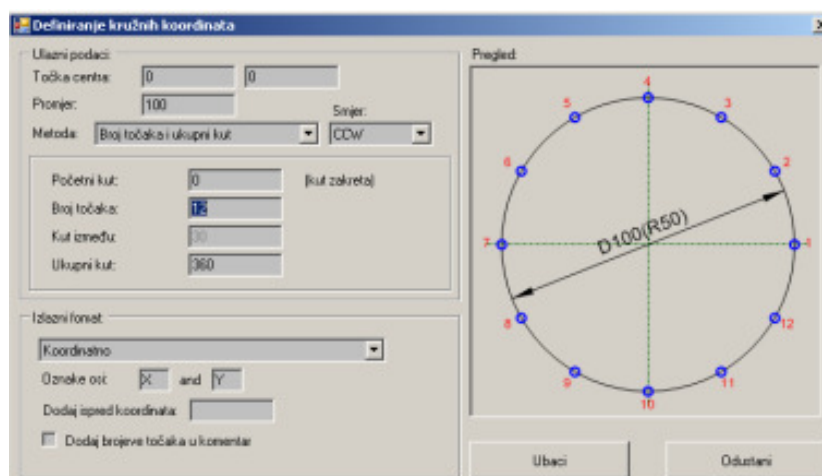 Definiranje kružnih koordinata
Ulazni podaci:
Točka centra: 0 0
Promjer: 100
Smjer:
Metoda: Broj točaka i ukupni kut CCW
Početni kut: 0 (kut zakreta)
Broj točaka: 12
Kut između: 30
Ukupni kut: 360
Izlazni format
Koordinatno
Oznake osi: X and Y
Dodaj ispred koordinata:
Dodaj brojeve točaka u komentar
Pregled:
4
5 3
6 2
D100(R50)
7 1
8 12
9 11
10
Ubaci Odustani